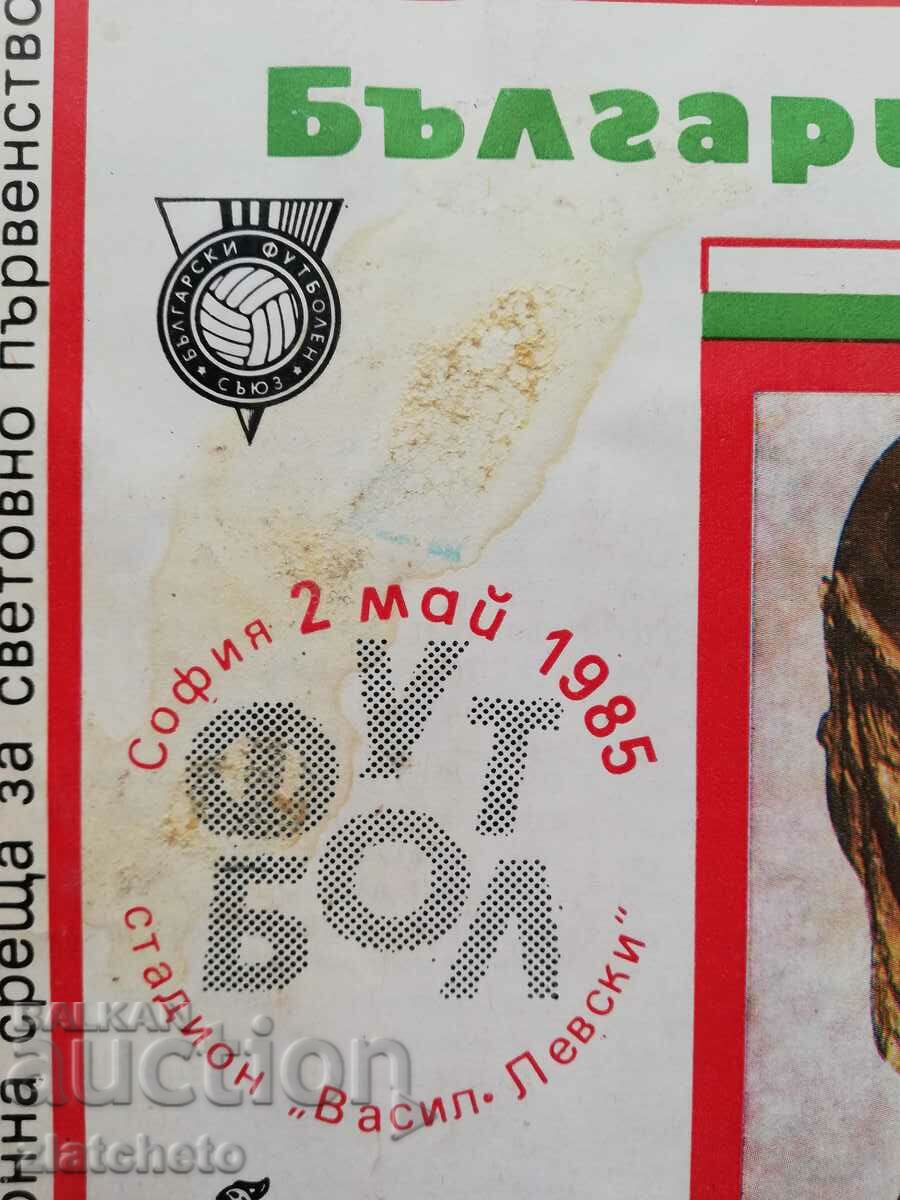 Българи
БЪЛГАРСКИ ФУТБОЛЕН
СЪЮЗ
София 2 май 1985
ФУТ
БОЛ
стадион „Васил. Левски“
онна среща за световно първенство
BALKAN
auction
zlatcheto